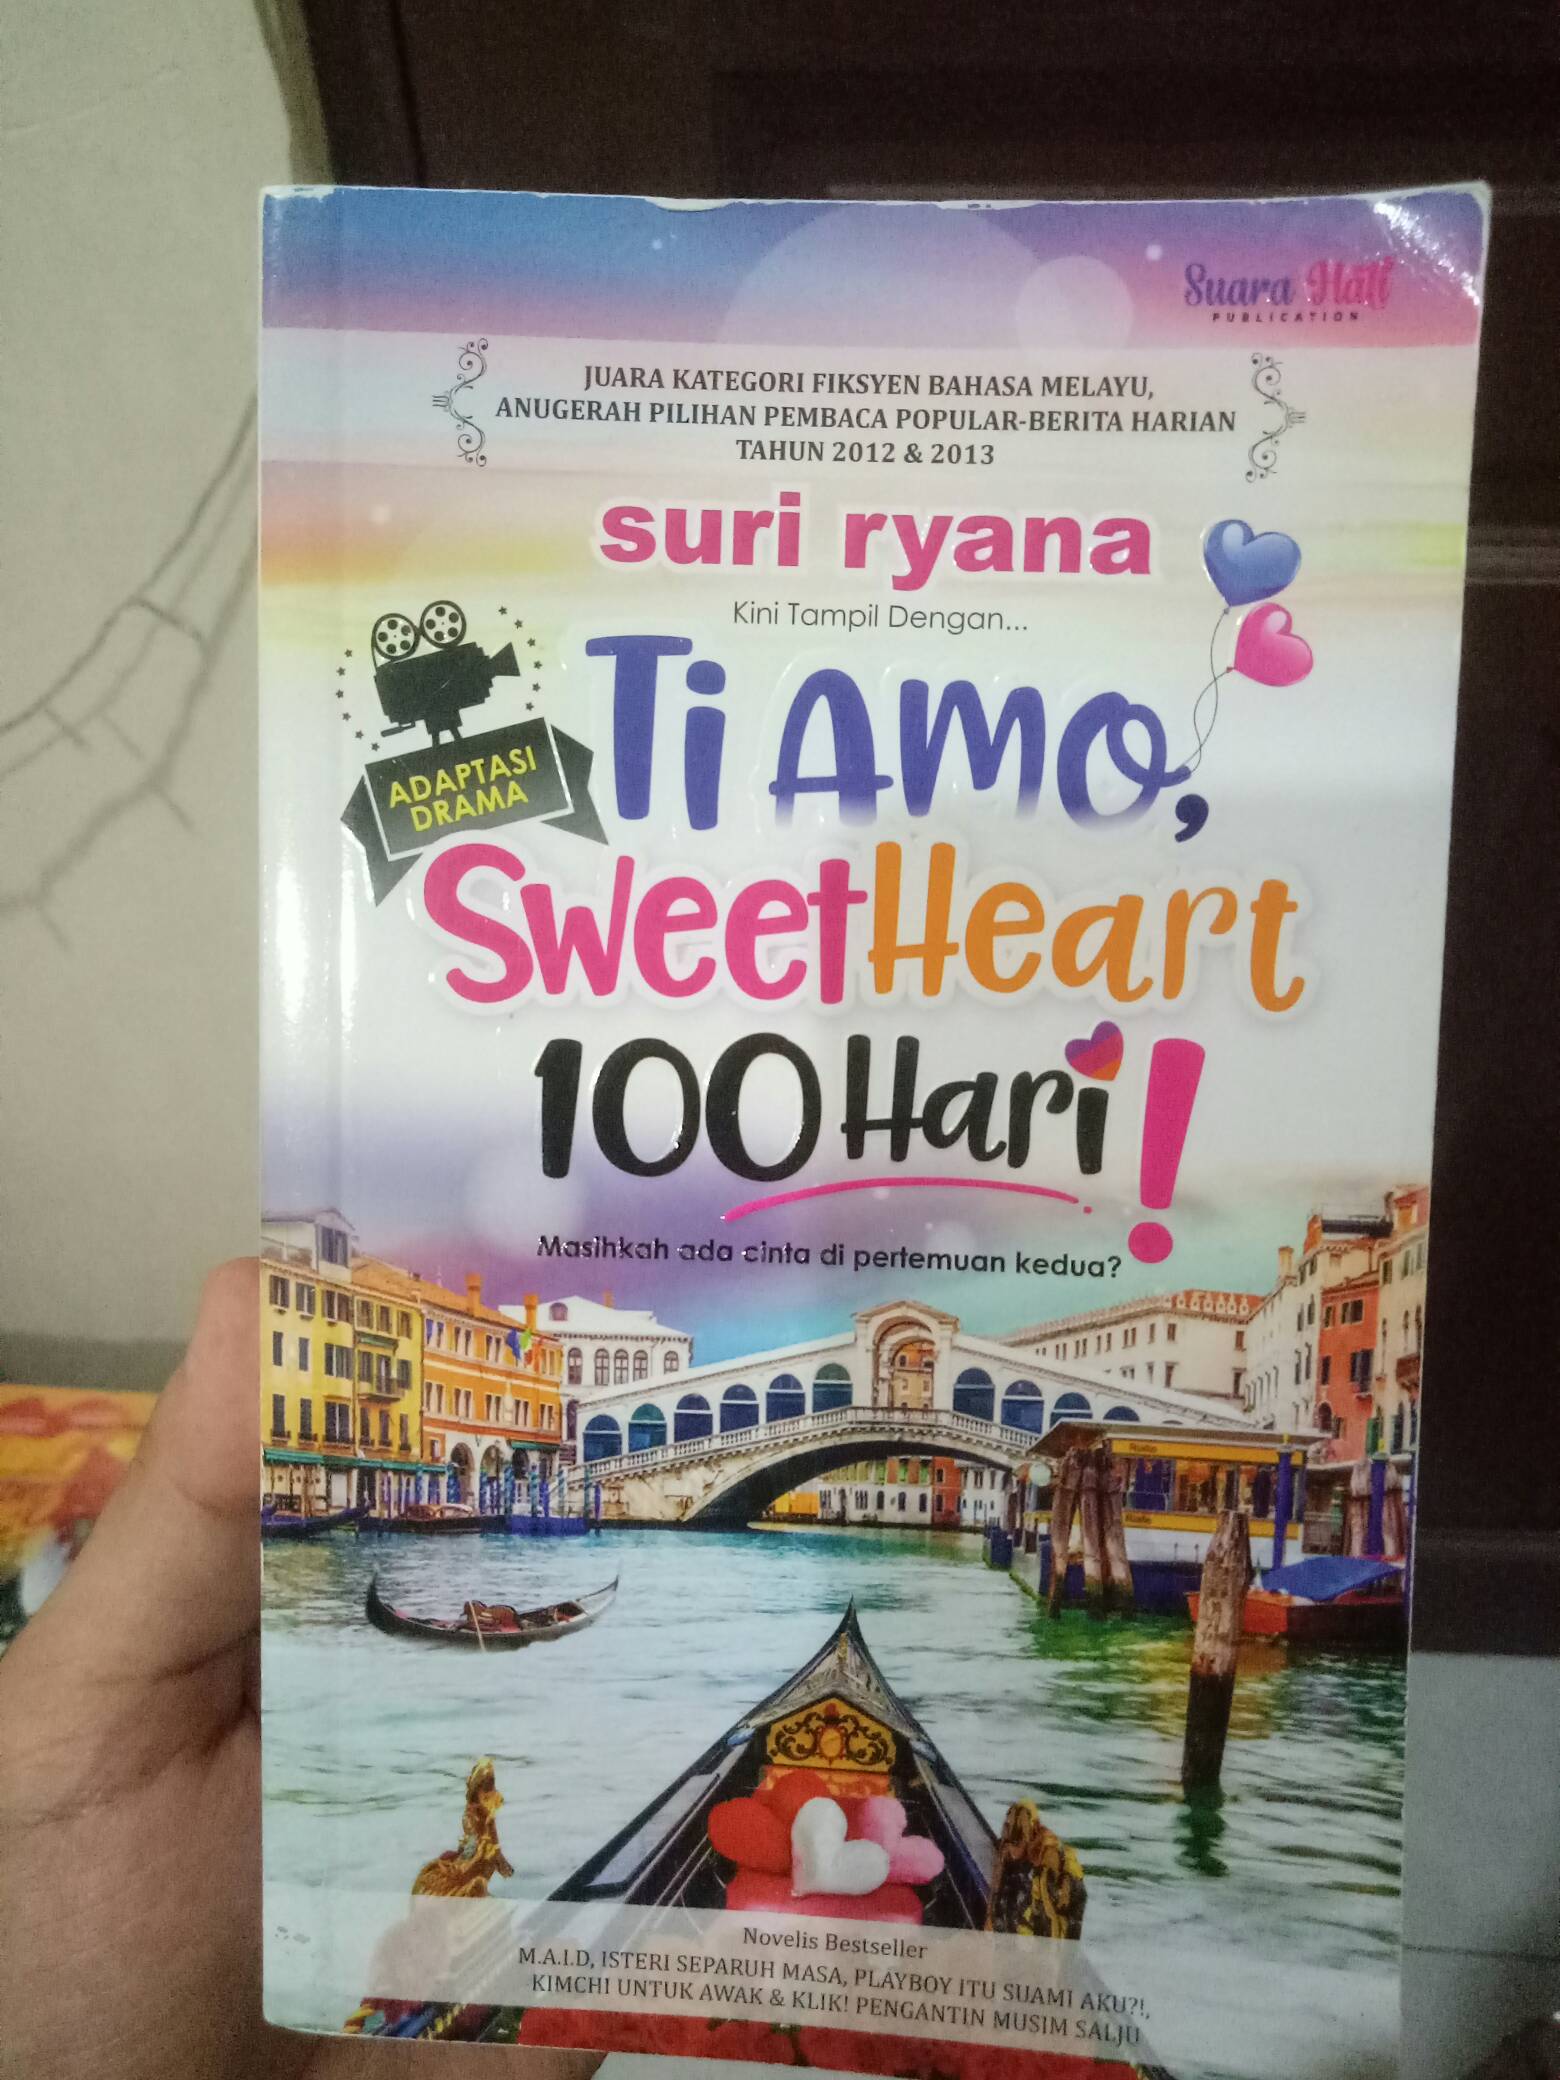 Suara Hati
PUBLICATION
JUARA KATEGORI FIKSYEN BAHASA MELAYU,
ANUGERAH PILIHAN PEMBACA POPULAR-BERITA HARIAN
TAHUN 2012 & 2013
suri ryana
Kini Tampil Dengan...
ADAPTASI
DRAMA
Ti Amo,
SweetHeart
100 Hari!
Masihkah ada cinta di pertemuan kedua?
Rialto
Rialto
Novelis Bestseller
M.A.I.D, ISTERI SEPARUH MASA, PLAYBOY ITU SUAMI AKU?!,
KIMCHI UNTUK AWAK & KLIK! PENGANTIN MUSIM SALJU